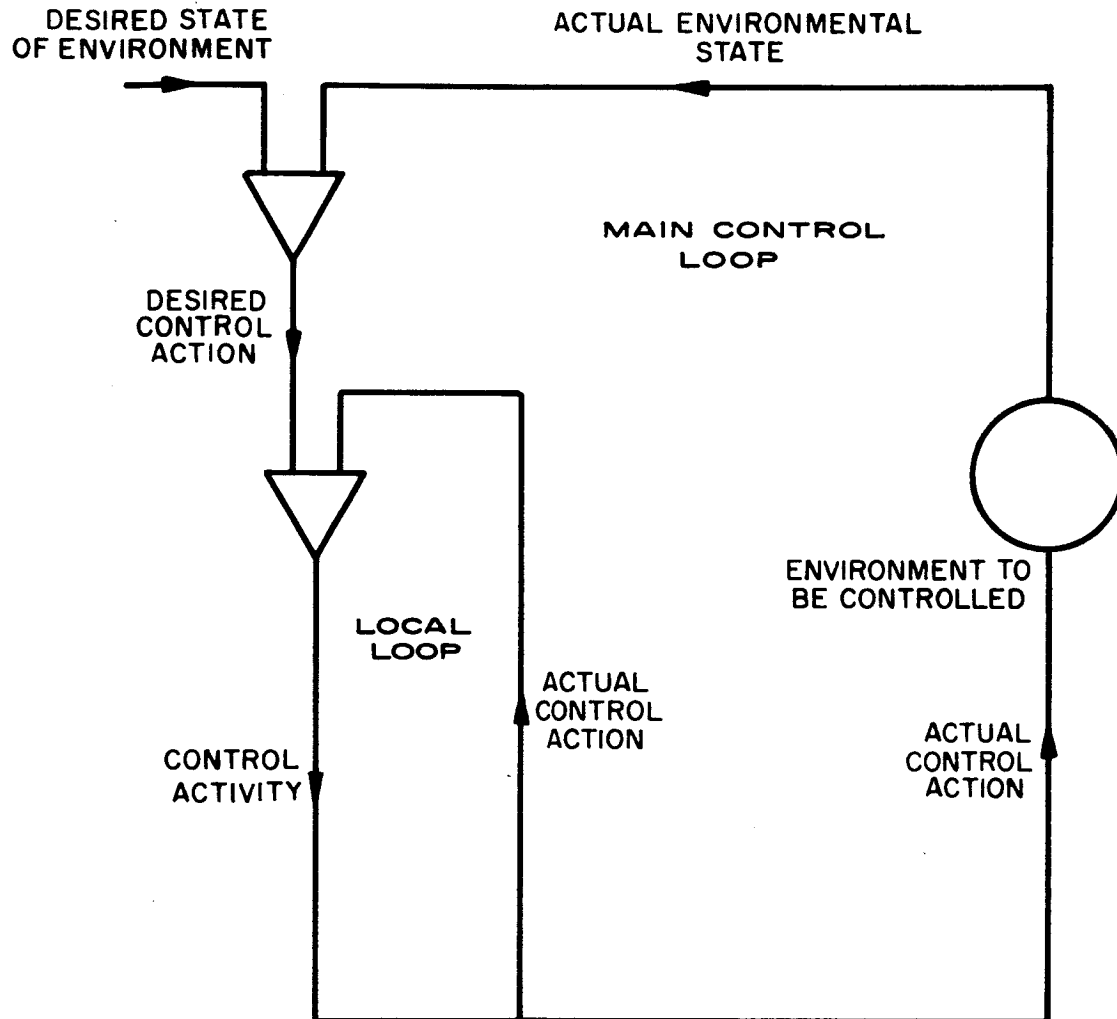 DESIRED STATE
OF ENVIRONMENT
ACTUAL ENVIRONMENTAL
STATE
MAIN CONTROL
LOOP
DESIRED
CONTROL
ACTION
ENVIRONMENT TO
BE CONTROLLED
LOCAL
LOOP
ACTUAL
CONTROL
ACTION
CONTROL
ACTIVITY
ACTUAL
CONTROL
ACTION